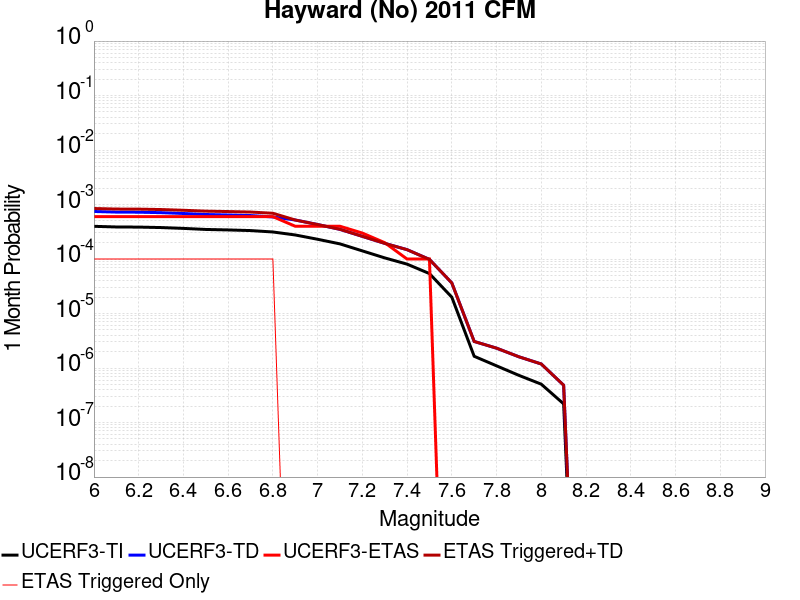 Hayward (No) 2011 CFM
10^0
10^-1
10^-2
10^-3
10^-4
10^-5
10^-6
10^-7
10^-8
1 Month Probability
6 6.2 6.4 6.6 6.8 7 7.2 7.4 7.6 7.8 8 8.2 8.4 8.6 8.8 9
Magnitude
UCERF3-TI UCERF3-TD UCERF3-ETAS ETAS Triggered+TD
ETAS Triggered Only